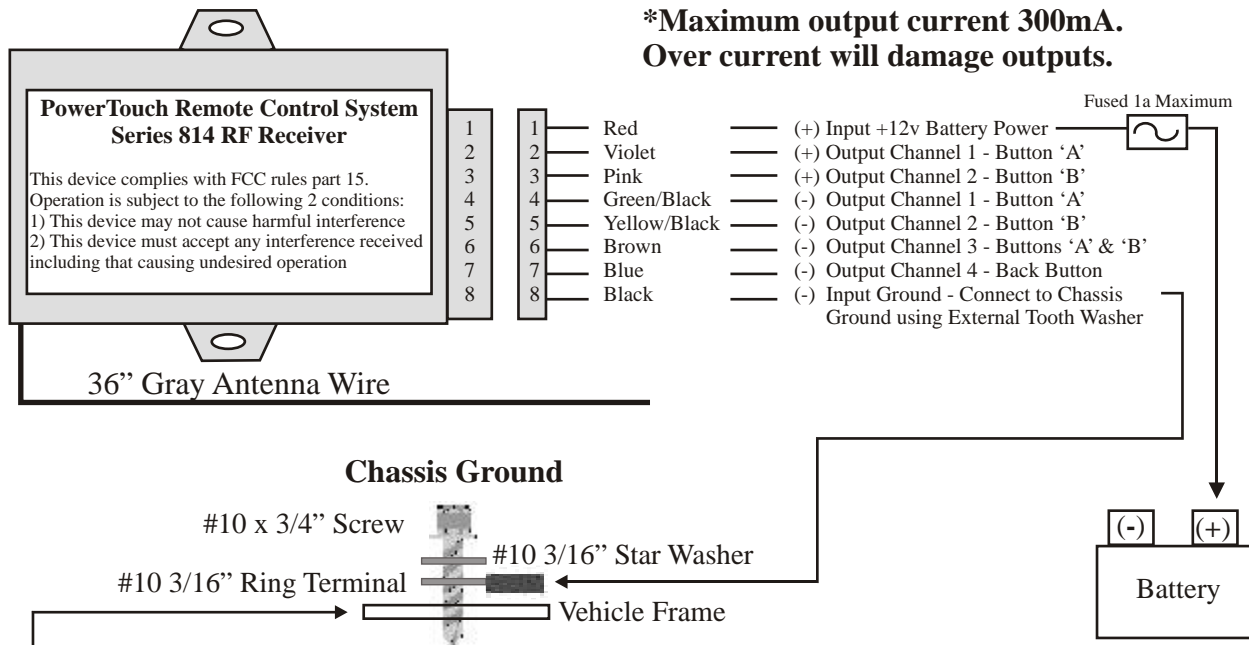 *Maximum output current 300mA.
Over current will damage outputs.
Fused 1a Maximum
PowerTouch Remote Control System
Series 814 RF Receiver
This device complies with FCC rules part 15.
Operation is subject to the following 2 conditions:
1) This device may not cause harmful interference
2) This device must accept any interference received
including that causing undesired operation
1 1 Red (+) Input +12v Battery Power
2 2 Violet (+) Output Channel 1 - Button ‘A’
3 3 Pink (+) Output Channel 2 - Button ‘B’
4 4 Green/Black (-) Output Channel 1 - Button ‘A’
5 5 Yellow/Black (-) Output Channel 2 - Button ‘B’
6 6 Brown (-) Output Channel 3 - Buttons ‘A’ & ‘B’
7 7 Blue (-) Output Channel 4 - Back Button
8 8 Black (-) Input Ground - Connect to Chassis
Ground using External Tooth Washer
36” Gray Antenna Wire
Chassis Ground
#10 x 3/4” Screw
#10 3/16” Star Washer
#10 3/16” Ring Terminal
Vehicle Frame
(-) (+)
Battery